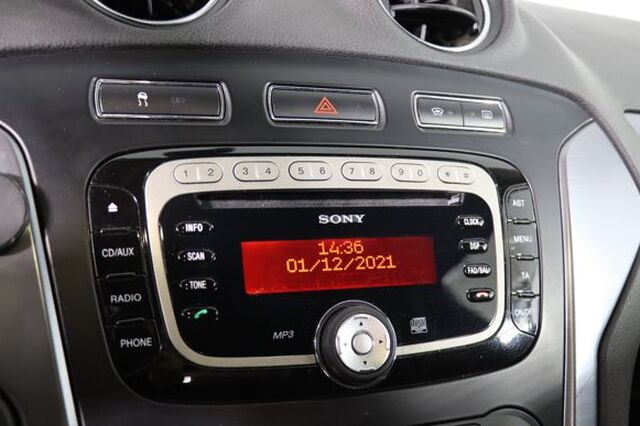 OFF
1 2 3 4 5 6 7 8 9 0 * #
SONY
INFO
CLOCK
AST
14:36
01/12/2021
CD/AUX
SCAN
DSP
MENU
RADIO
TONE
FAD/BAL
TA
PHONE
MP3
ON/OFF